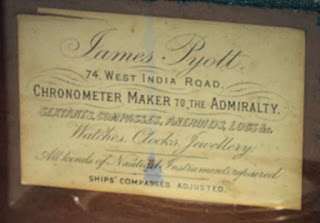 James Pyott.
74, WEST INDIA ROAD.
CHRONOMETER MAKER TO THE ADMIRALTY.
SEXTANTS, COMPASSES, ANEROIDS, LOGS &c.
Watches, Clocks, Jewellery.
All kinds of Nautical Instruments repaired
SHIPS' COMPASSES ADJUSTED.